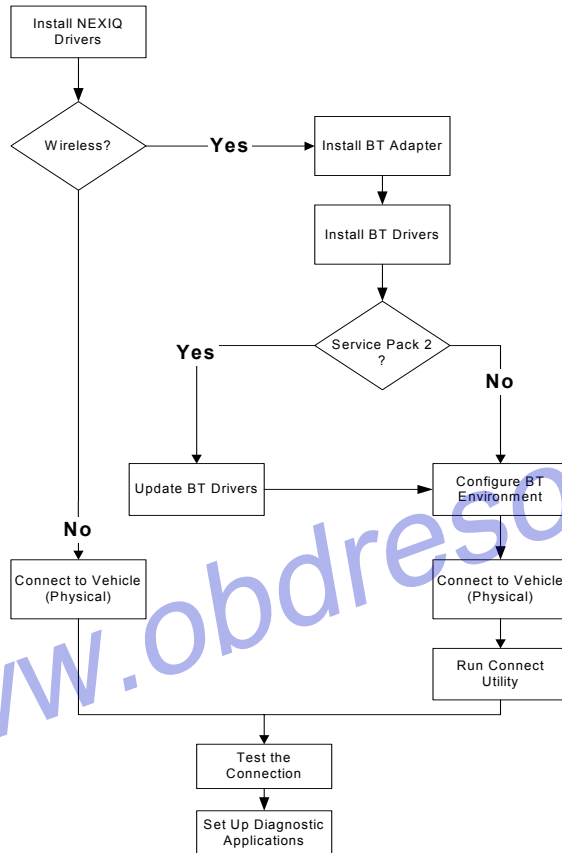 Install NEXIQ
Drivers
Wireless?
Yes
Install BT Adapter
Install BT Drivers
Service Pack 2
?
Yes
No
Update BT Drivers
Configure BT
Environment
No
Connect to Vehicle
(Physical)
Connect to Vehicle
(Physical)
Run Connect
Utility
Test the
Connection
Set Up Diagnostic
Applications